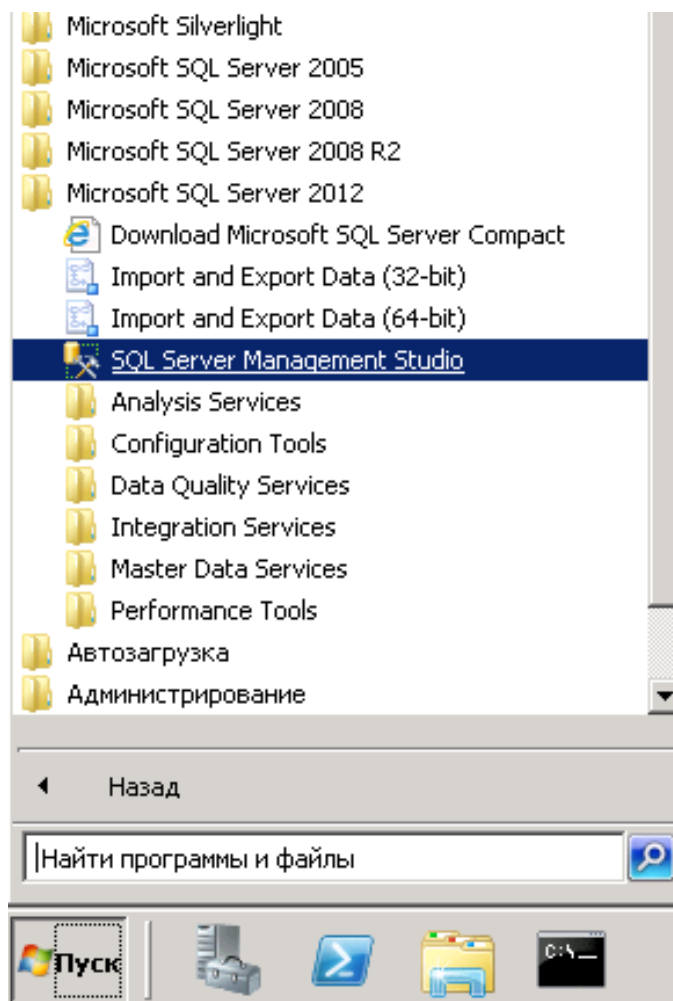 Microsoft Silverlight
Microsoft SQL Server 2005
Microsoft SQL Server 2008
Microsoft SQL Server 2008 R2
Microsoft SQL Server 2012
Download Microsoft SQL Server Compact
Import and Export Data (32-bit)
Import and Export Data (64-bit)
SQL Server Management Studio
Analysis Services
Configuration Tools
Data Quality Services
Integration Services
Master Data Services
Performance Tools
Автозагрузка
Администрирование
Назад
Найти программы и файлы
Пуск
C:\_